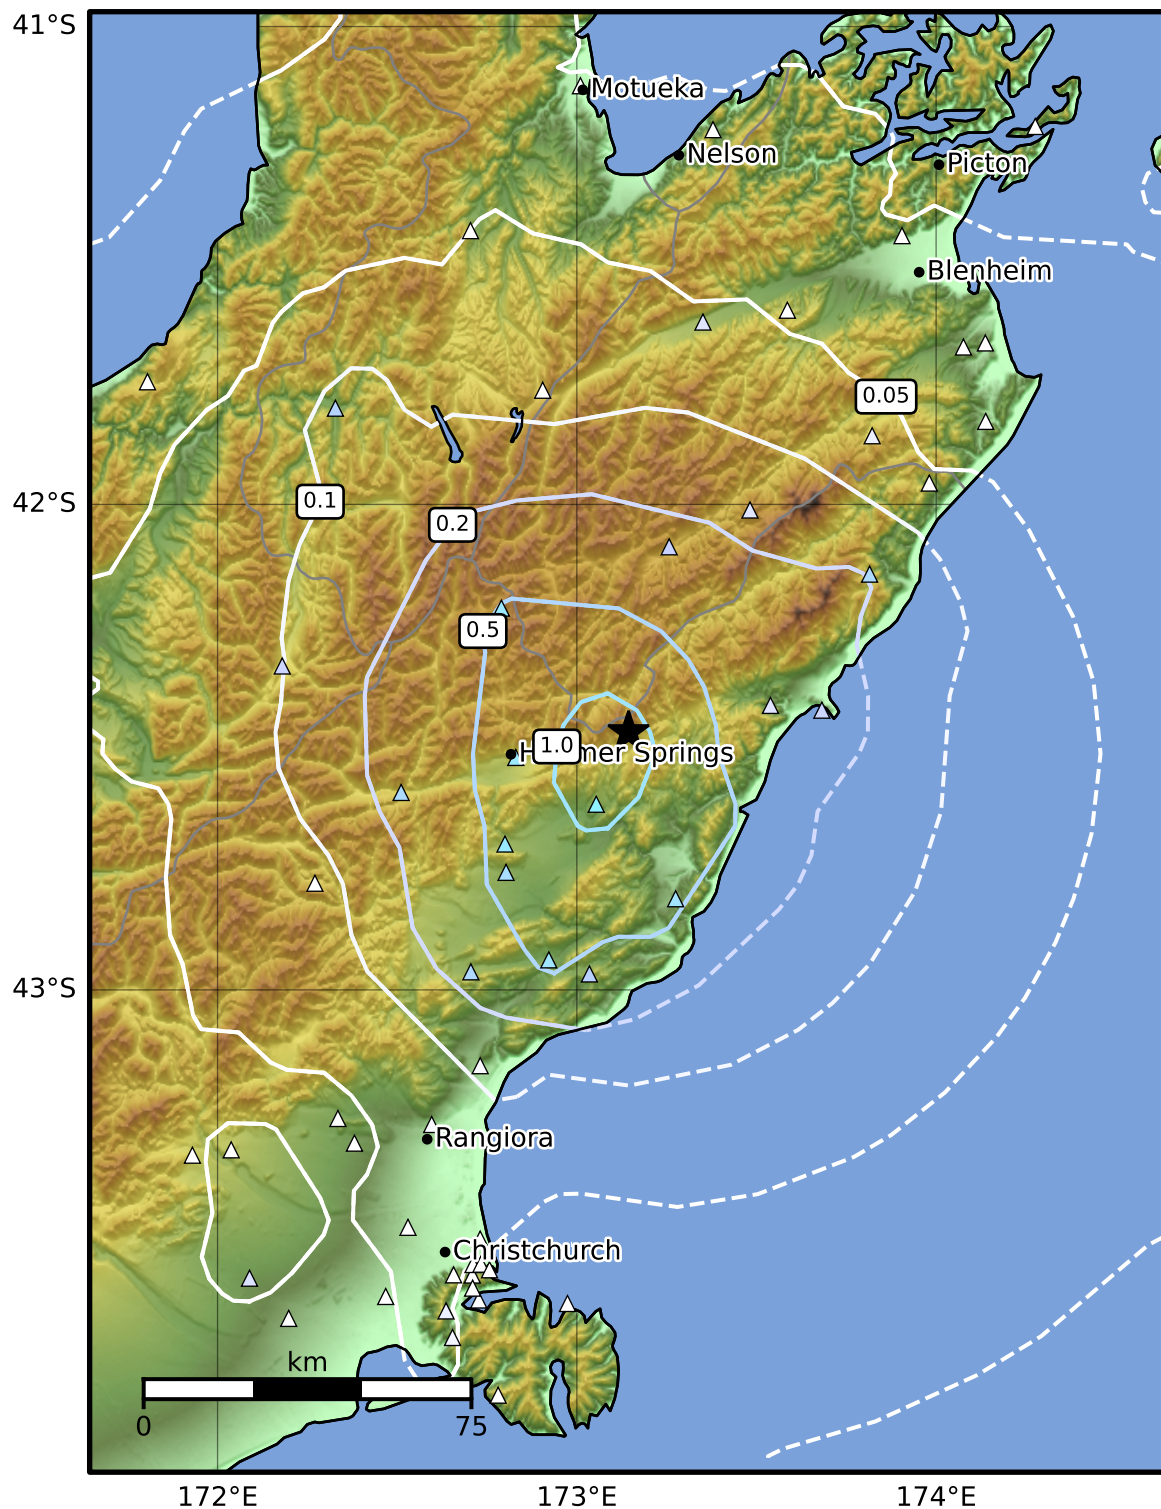 41°S
Motueka
Nelson
Picton
Blenheim
0.05
42°S
0.1
0.2
0.5
1.0
Hanmer Springs
43°S
Rangiora
Christchurch
km
0
75
172°E
173°E
174°E